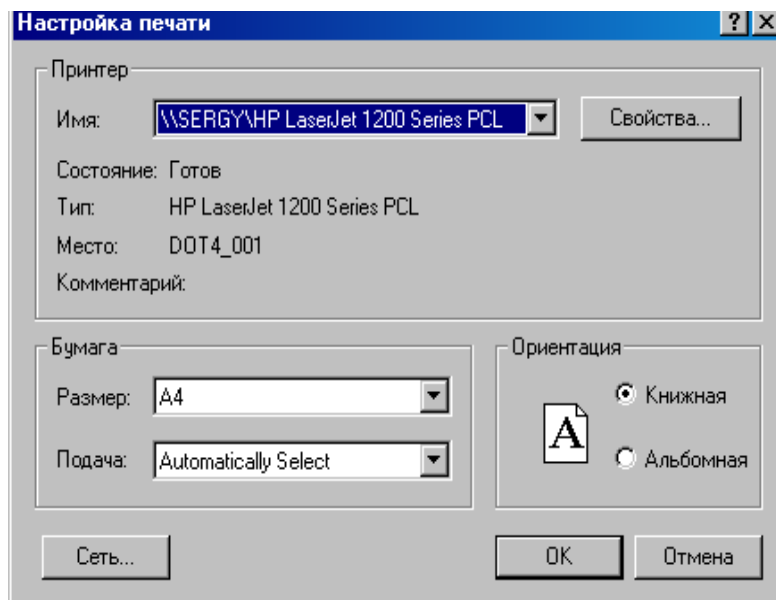 Настройка печати
Принтер
Имя: \\SERGY\HP LaserJet 1200 Series PCL Свойства...
Состояние: Готов
Тип: HP LaserJet 1200 Series PCL
Место: DOT4_001
Комментарий:
Бумага
Размер: A4
Подача: Automatically Select
Ориентация
A
Книжная
Альбомная
Сеть... OK Отмена